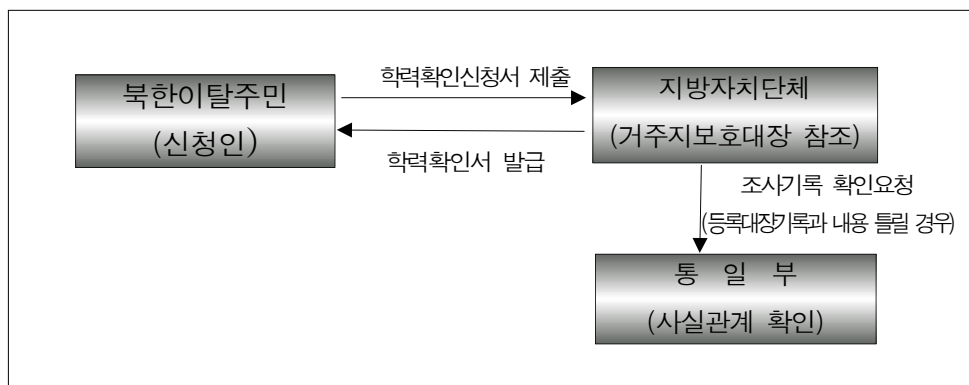 북한이탈주민
(신청인)
학력확인신청서 제출
학력확인서 발급
지방자치단체
(거주지보호대장 참조)
조사기록 확인요청
(등록대장기록과 내용 틀릴 경우)
통 일 부
(사실관계 확인)